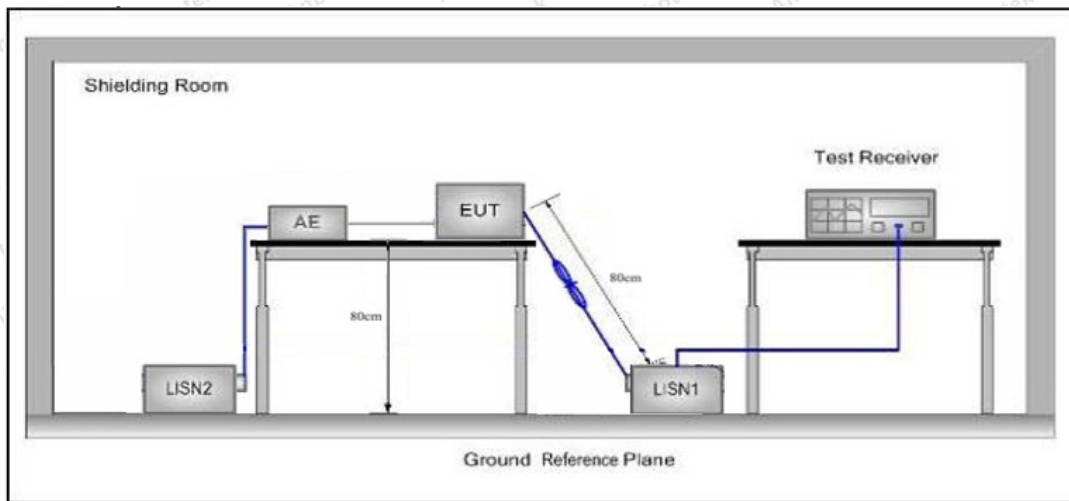 Shielding Room
Test Receiver
EUT
AE
80cm
80cm
LISN2
LISN1
Ground Reference Plane